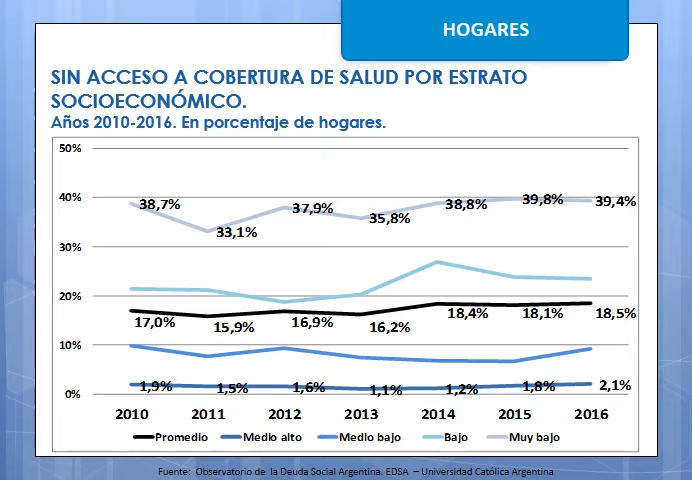 HOGARES
SIN ACCESO A COBERTURA DE SALUD POR ESTRATO
SOCIOECONÓMICO.
Años 2010-2016. En porcentaje de hogares.
50%
40%
38,7% 33,1% 37,9% 35,8% 38,8% 39,8% 39,4%
30%
20%
17,0% 15,9% 16,9% 16,2% 18,4% 18,1% 18,5%
10%
1,9% 1,5% 1,6% 1,1% 1,2% 1,8% 2,1%
0%
2010 2011 2012 2013 2014 2015 2016
Promedio Medio alto Medio bajo Bajo Muy bajo
Fuente: Observatorio de la Deuda Social Argentina. EDSA – Universidad Católica Argentina